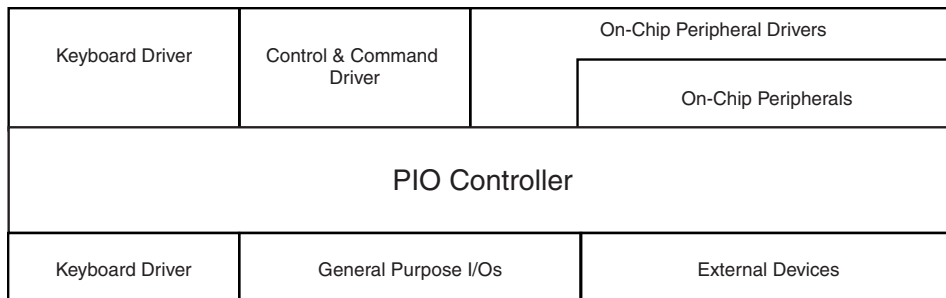 Keyboard Driver
Control & Command
Driver
On-Chip Peripheral Drivers
On-Chip Peripherals
PIO Controller
Keyboard Driver
General Purpose I/Os
External Devices